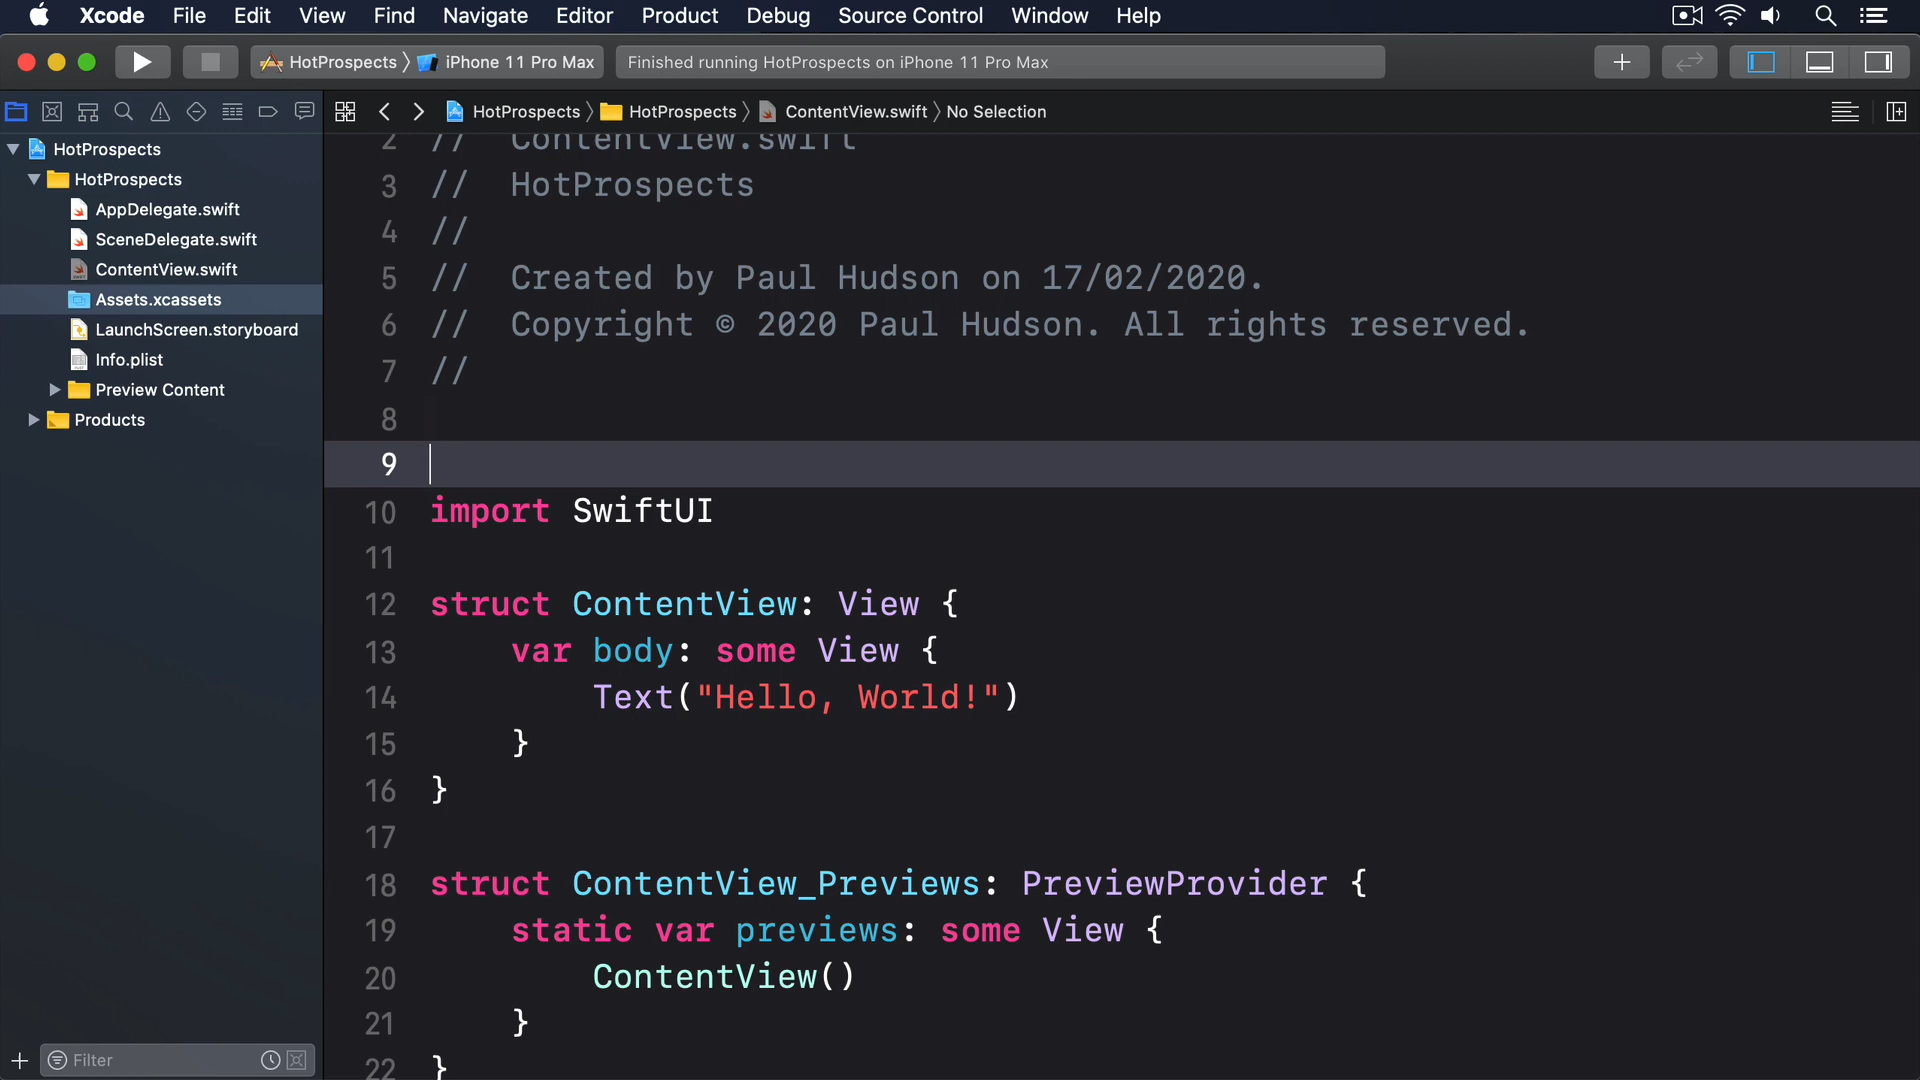 Xcode File Edit View Find Navigate Editor Product Debug Source Control Window Help
HotProspects iPhone 11 Pro Max
Finished running HotProspects on iPhone 11 Pro Max
HotProspects HotProspects ContentView.swift No Selection
HotProspects
HotProspects
AppDelegate.swift
SceneDelegate.swift
ContentView.swift
Assets.xcassets
LaunchScreen.storyboard
Info.plist
Preview Content
Products
Filter
2 // ContentView.swift
3 // HotProspects
4 //
5 // Created by Paul Hudson on 17/02/2020.
6 // Copyright © 2020 Paul Hudson. All rights reserved.
7 //
8
9
10 import SwiftUI
11
12 struct ContentView: View {
13 var body: some View {
14 Text("Hello, World!")
15 }
16 }
17
18 struct ContentView_Previews: PreviewProvider {
19 static var previews: some View {
20 ContentView()
21 }
22 }